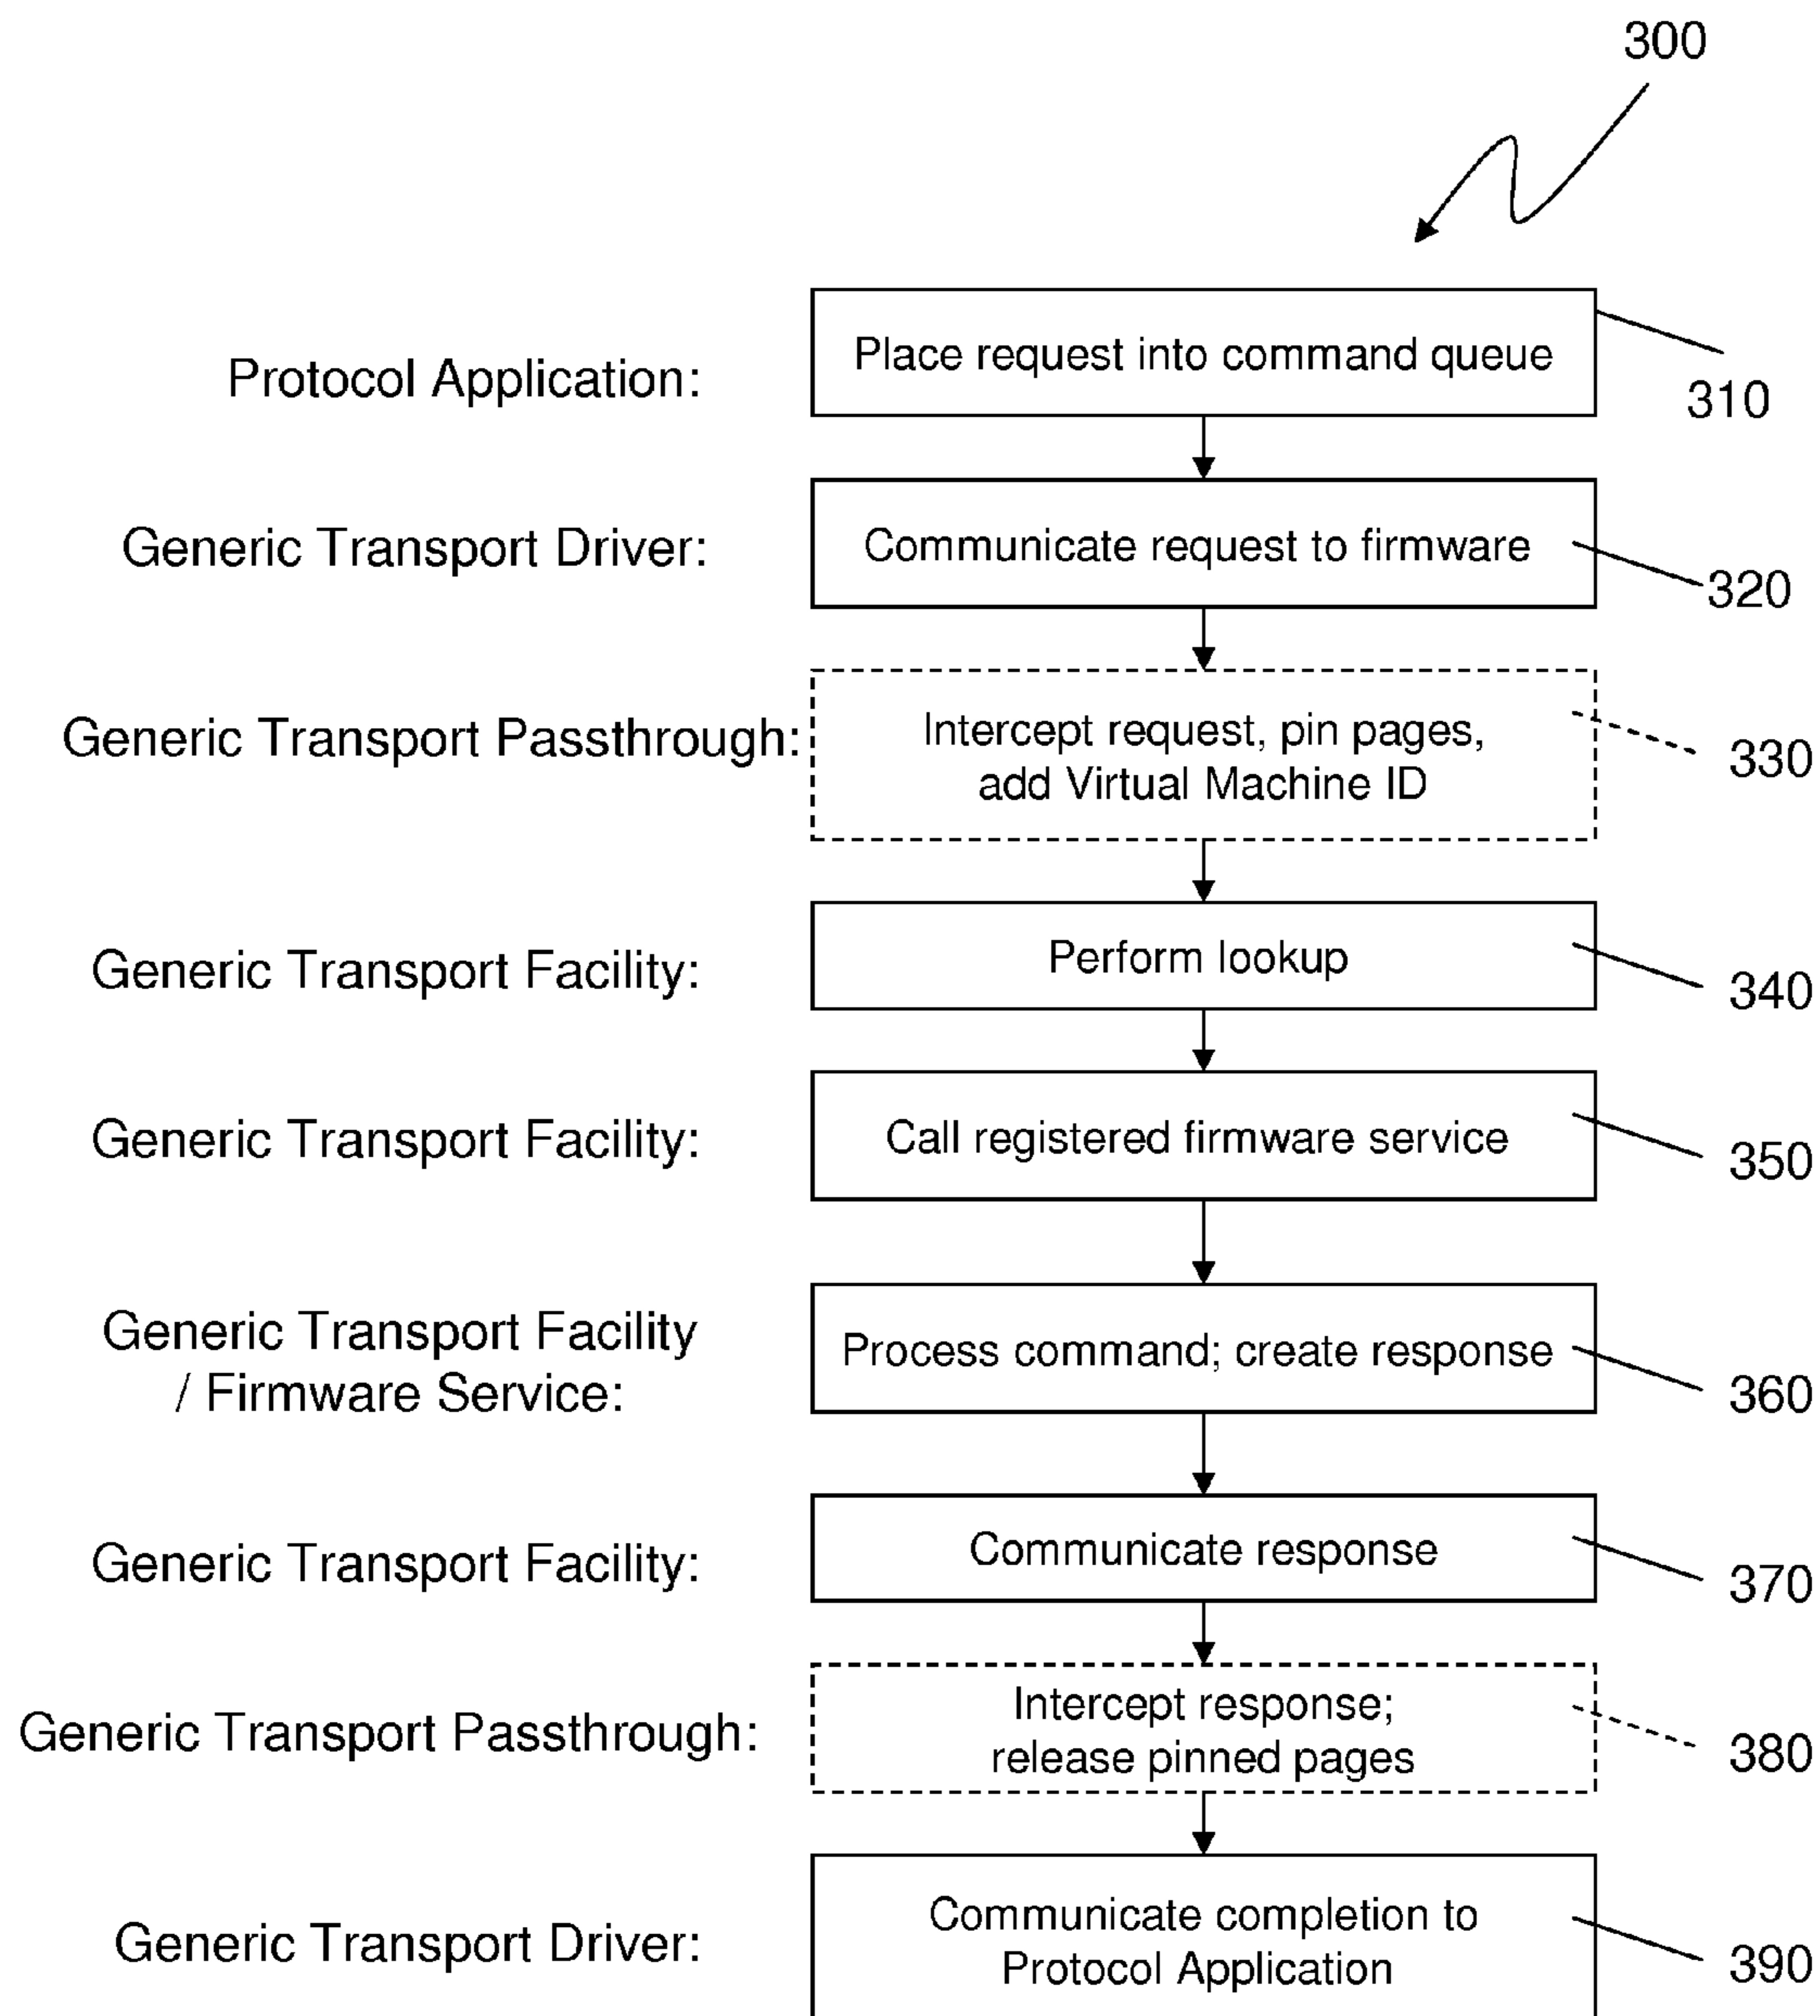 300
Protocol Application:
Place request into command queue
310
Generic Transport Driver:
Communicate request to firmware
320
Generic Transport Passthrough:
Intercept request, pin pages,
add Virtual Machine ID
330
Generic Transport Facility:
Perform lookup
340
Generic Transport Facility:
Call registered firmware service
350
Generic Transport Facility
/ Firmware Service:
Process command; create response
360
Generic Transport Facility:
Communicate response
370
Generic Transport Passthrough:
Intercept response;
release pinned pages
380
Generic Transport Driver:
Communicate completion to
Protocol Application
390